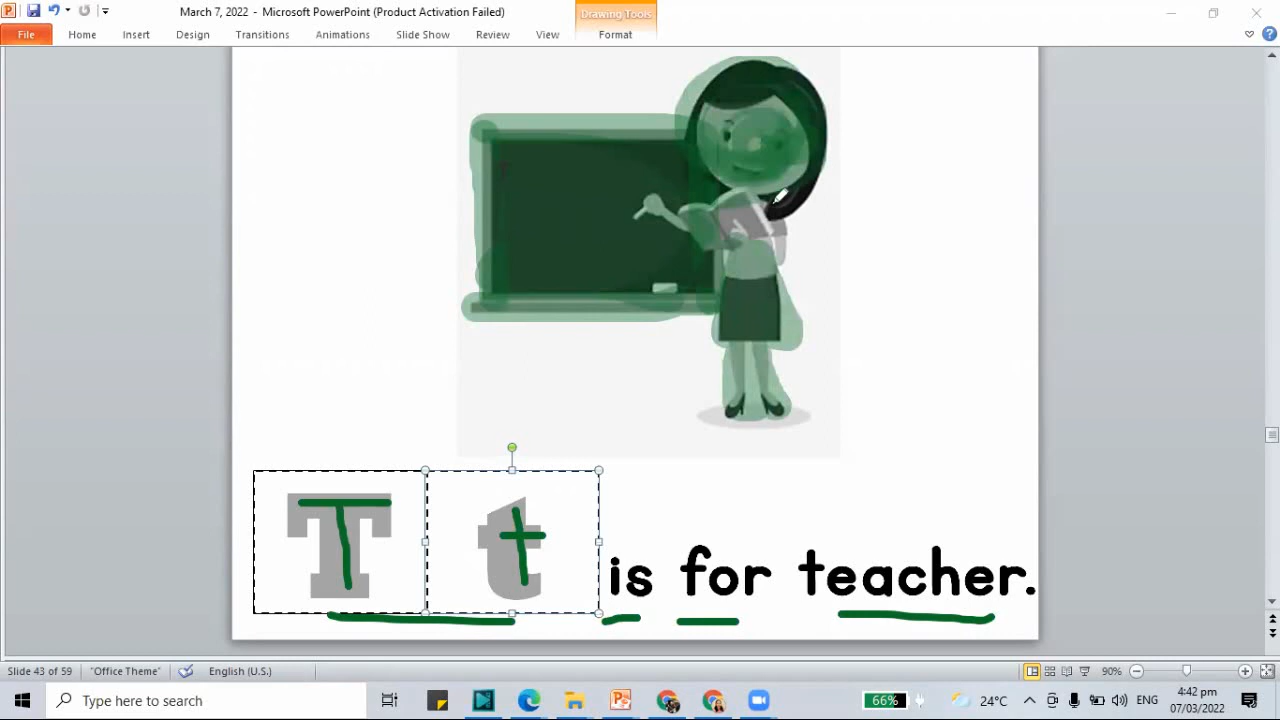 March 7, 2022 - Microsoft PowerPoint (Product Activation Failed)
Drawing Tools
File Home Insert Design Transitions Animations Slide Show Review View Format
T t is for teacher.
Slide 43 of 59 "Office Theme" English (U.S.) 90%
Type here to search 66% 24°C ENG 4:42 pm
07/03/2022